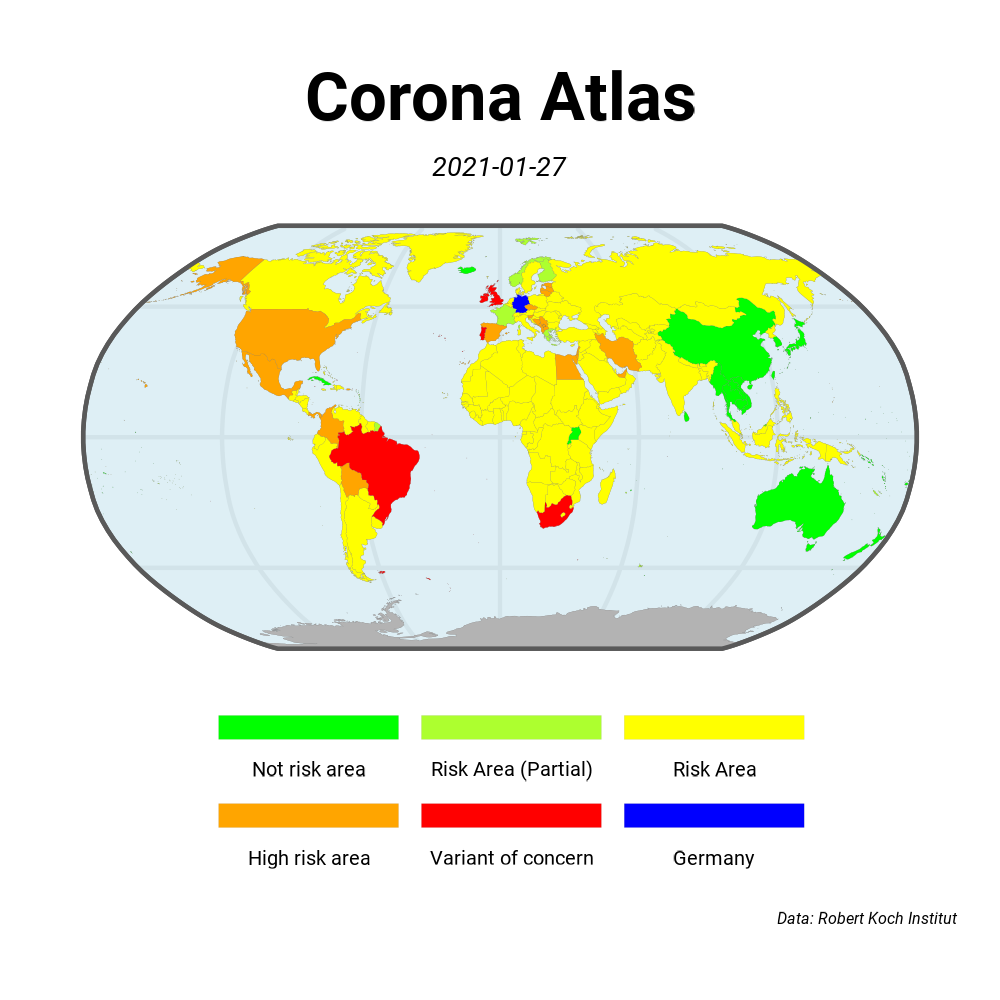 Corona Atlas
2021-01-27
Not risk area
Risk Area (Partial)
Risk Area
High risk area
Variant of concern
Germany
Data: Robert Koch Institut